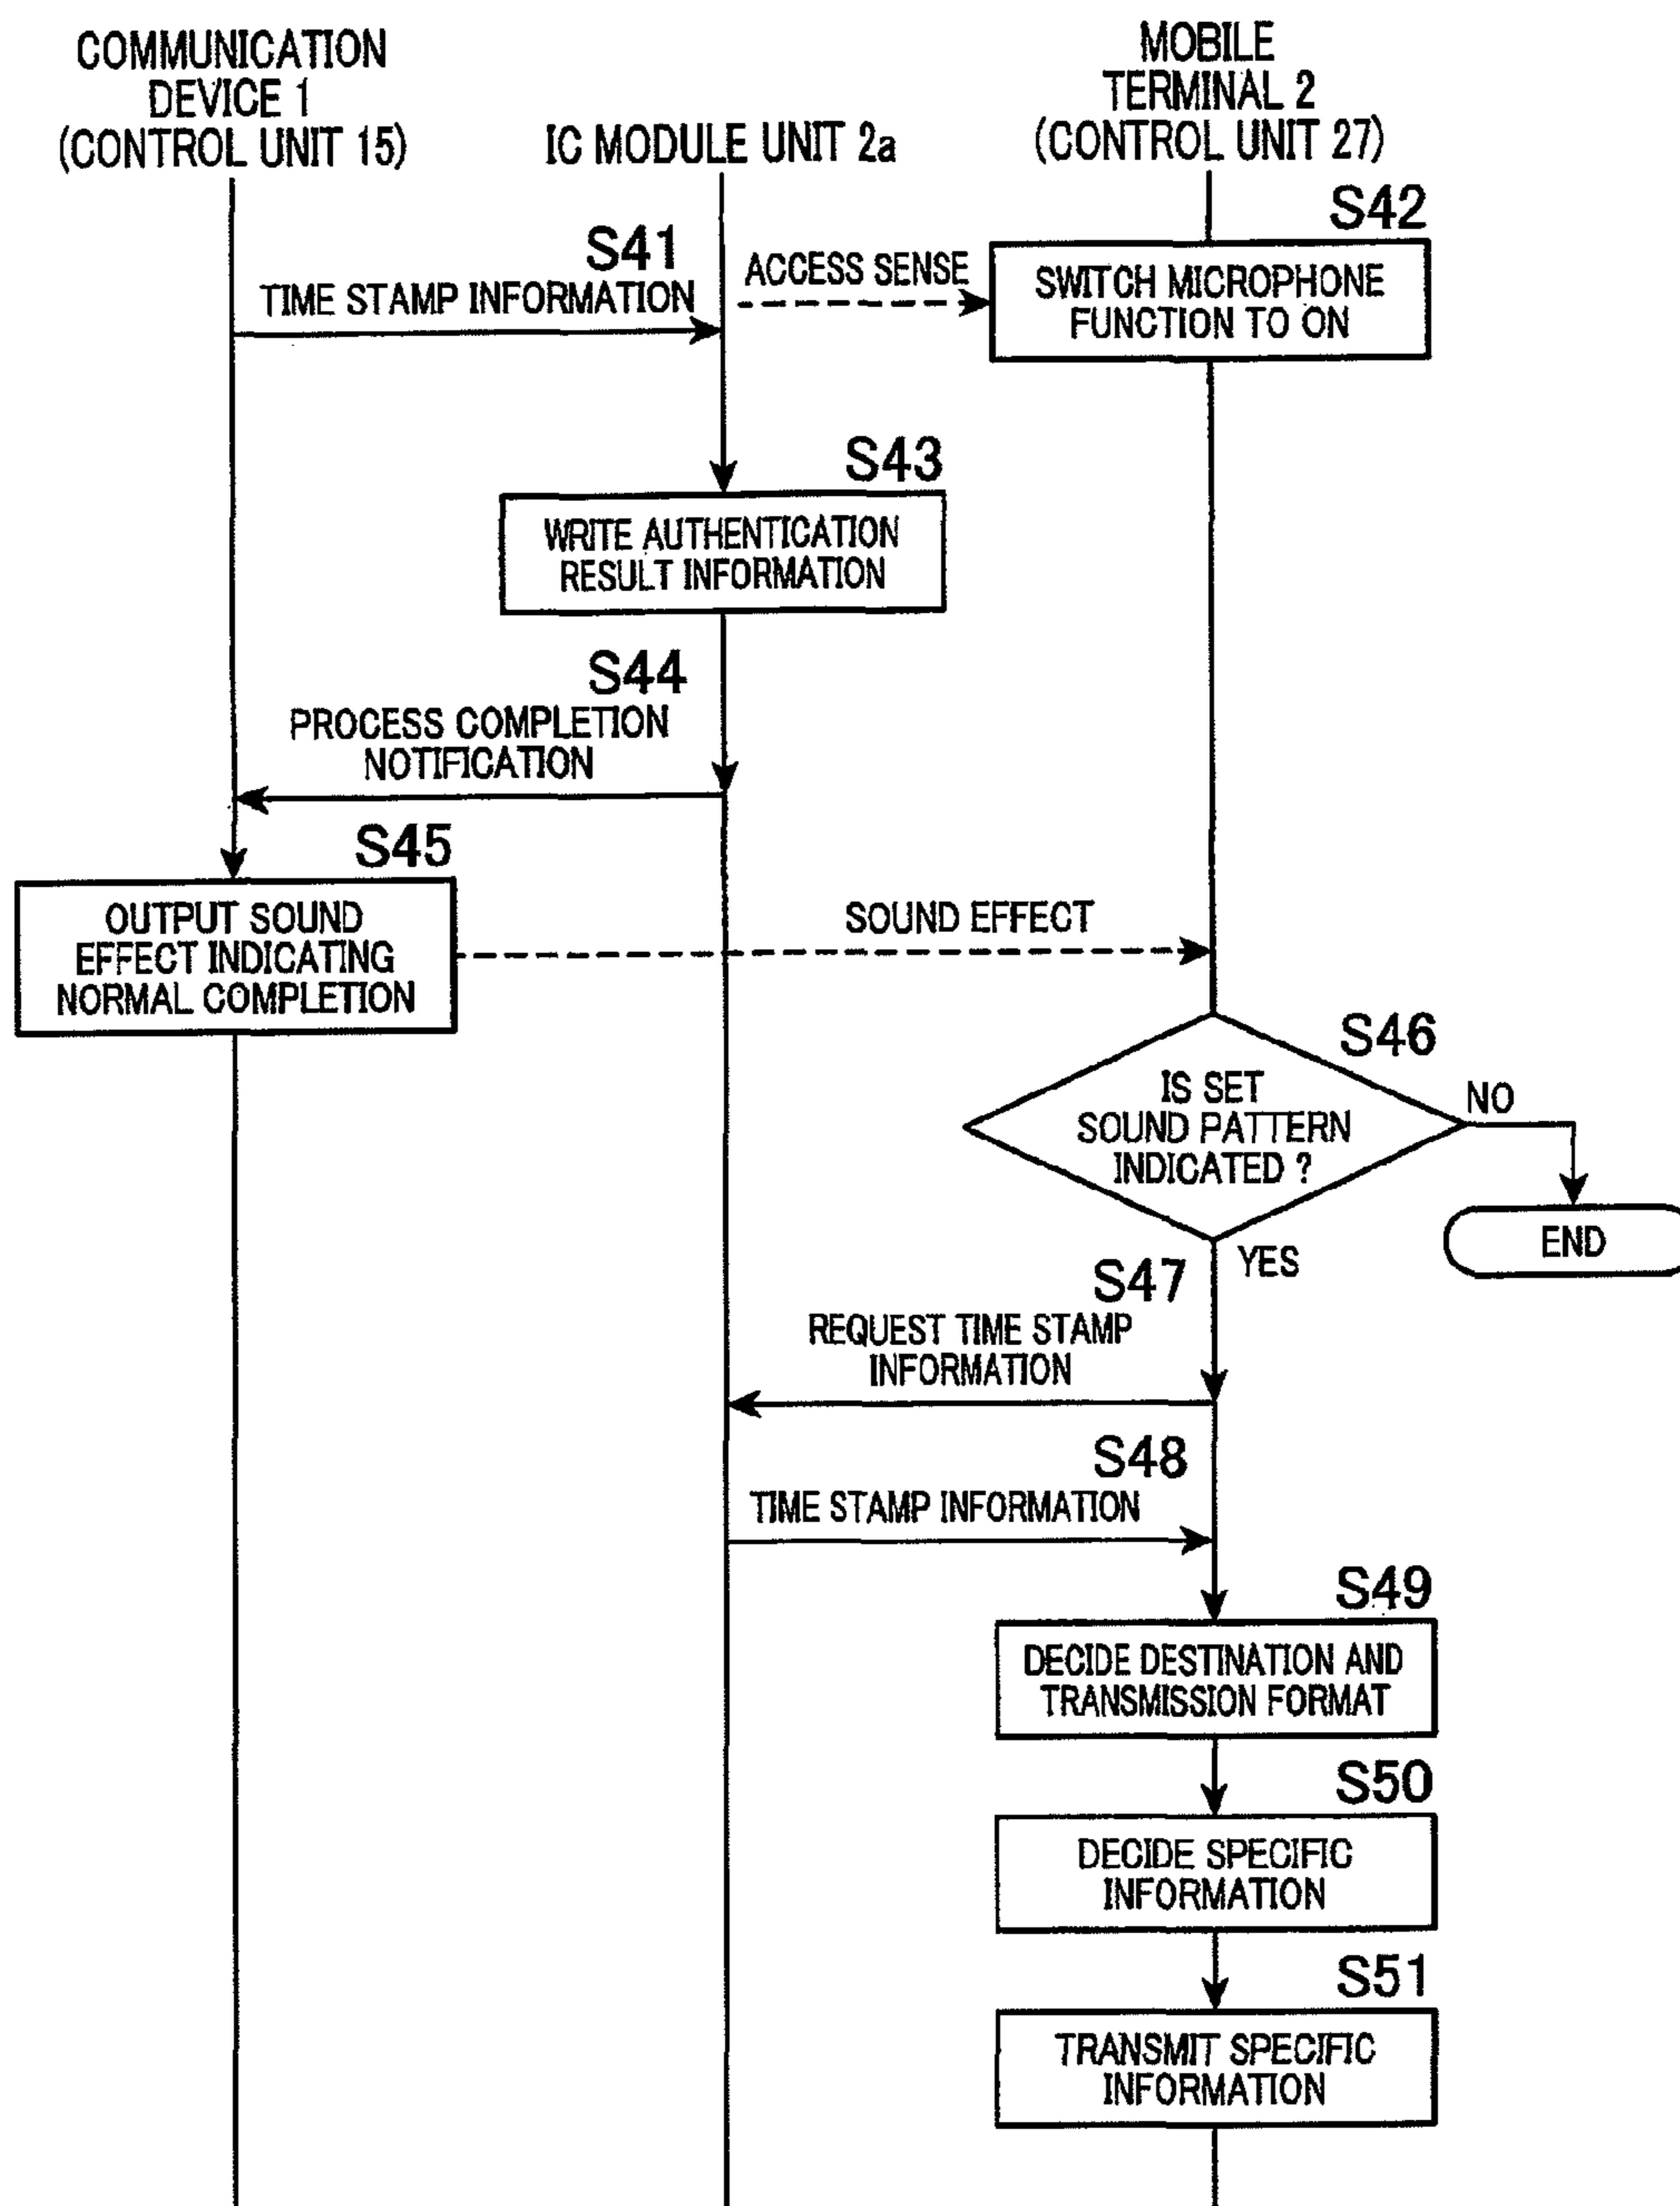 COMMUNICATION
DEVICE 1
(CONTROL UNIT 15)
IC MODULE UNIT 2a
MOBILE
TERMINAL 2
(CONTROL UNIT 27)
S41
TIME STAMP INFORMATION
ACCESS SENSE
S42
SWITCH MICROPHONE
FUNCTION TO ON
S43
WRITE AUTHENTICATION
RESULT INFORMATION
S44
PROCESS COMPLETION
NOTIFICATION
S45
OUTPUT SOUND
EFFECT INDICATING
NORMAL COMPLETION
SOUND EFFECT
S46
IS SET
SOUND PATTERN
INDICATED ?
NO
END
YES
S47
REQUEST TIME STAMP
INFORMATION
S48
TIME STAMP INFORMATION
S49
DECIDE DESTINATION AND
TRANSMISSION FORMAT
S50
DECIDE SPECIFIC
INFORMATION
S51
TRANSMIT SPECIFIC
INFORMATION